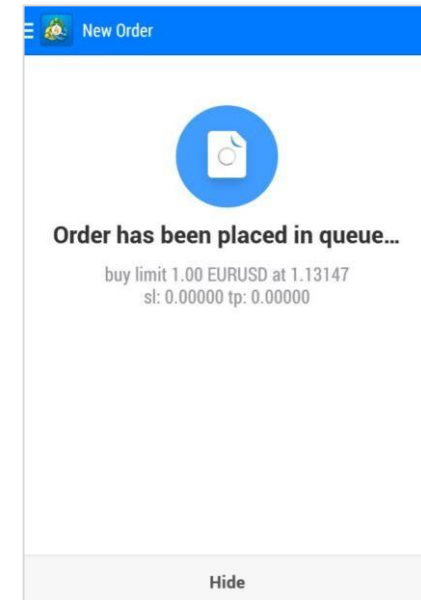 New Order
Order has been placed in queue...
buy limit 1.00 EURUSD at 1.13147
sl: 0.00000 tp: 0.00000
Hide